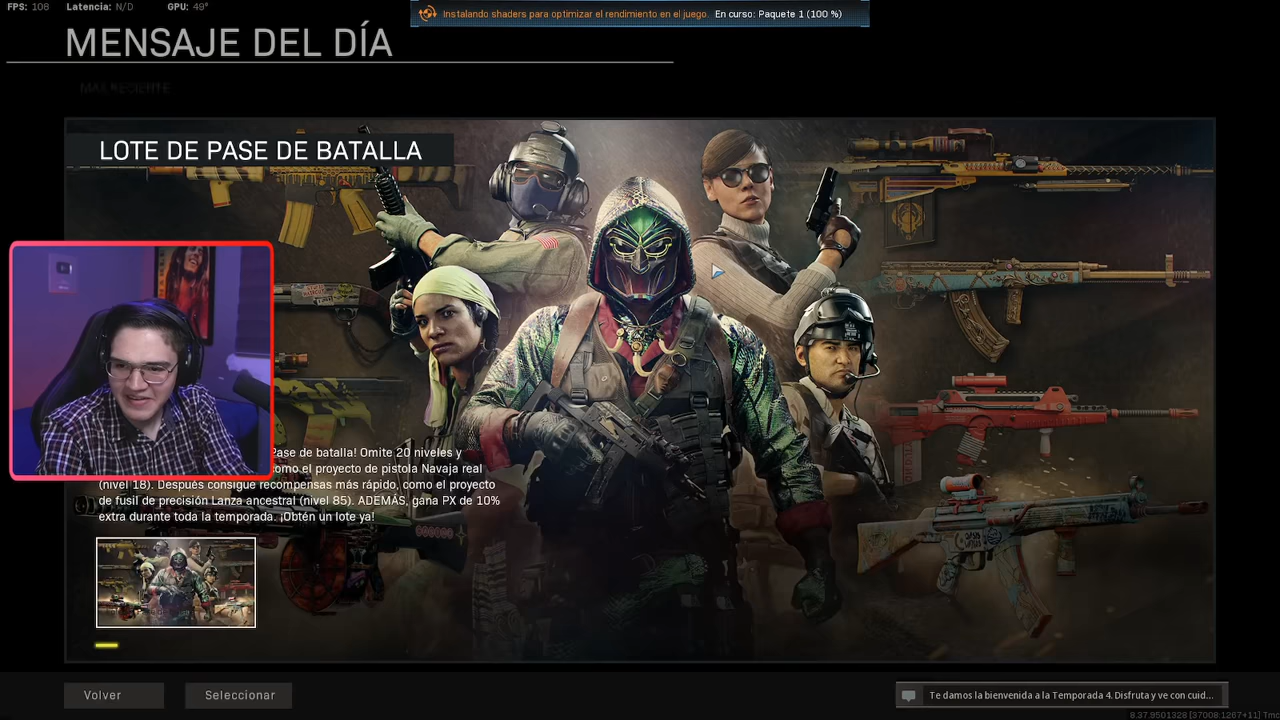 FPS: 108 Latencia: N/D GPU: 49°
Instalando shaders para optimizar el rendimiento en el juego. En curso: Paquete 1 (100 %)
MENSAJE DEL DÍA
MÁS RECIENTE
LOTE DE PASE DE BATALLA
Pase de batalla! Omite 20 niveles y
como el proyecto de pistola Navaja real
(nivel 18). Después consigue recompensas más rápido, como el proyecto
de fusil de precisión Lanza ancestral (nivel 85). ADEMÁS, gana PX de 10%
extra durante toda la temporada. ¡Obtén un lote ya!
Volver
Seleccionar
Te damos la bienvenida a la Temporada 4. Disfruta y ve con cuid...